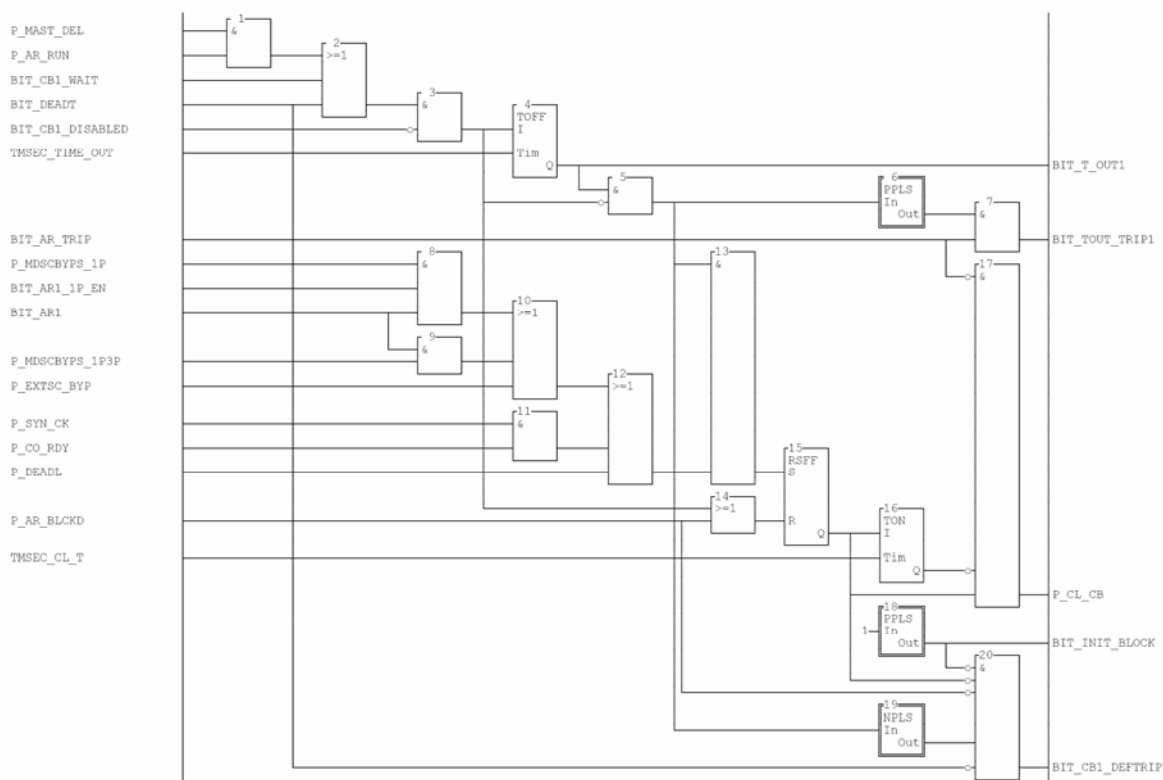 1
P_MAST_DEL
&
2
P_AR_RUN
>=1
BIT_CB1_WAIT
3
4
BIT_DEADT
&
TOFF
BIT_CB1_DISABLED
I
TMSEC_TIME_OUT
Tim
Q
BIT_T_OUT1
5
6
&
PPLS
In
7
Out
&
BIT_AR_TRIP
BIT_TOUT_TRIP1
8
13
P_MDSCBYPS_1P
&
&
17
&
BIT_AR1_1P_EN
10
BIT_AR1
>=1
9
&
P_MDSCBYPS_1P3P
12
P_EXTSC_BYP
>=1
11
P_SYN_CK
&
P_CO_RDY
15
RSFF
P_DEADL
S
14
>=1
16
P_AR_BLCKD
R
TON
Q
I
TMSEC_CL_T
Tim
Q
P_CL_CB
18
PPLS
1
In
Out
BIT_INIT_BLOCK
20
&
19
NPLS
In
Out
BIT_CB1_DEFTRIP